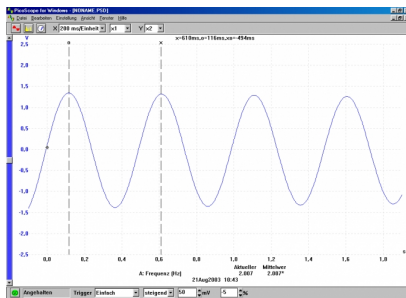 PicoScope for Windows - [NONAME.PSD]
Datei Bearbeiten Einstellung Ansicht Fenster Hilfe
X 200 ms/Einheit x1 Y x2
x=610ms,o=116ms,xo=-494ms
V
2,5
2,0
1,5
1,0
0,5
0,0
-0,5
-1,0
-1,5
-2,0
-2,5
0,0 0,2 0,4 0,6 0,8 1,0 1,2 1,4 1,6 1,8
s
Aktueller Mittelwer
A: Frequenz (Hz) 2.007 2.007*
21Aug2003 18:43
Angehalten Trigger Einfach steigend 50 mV -5 %